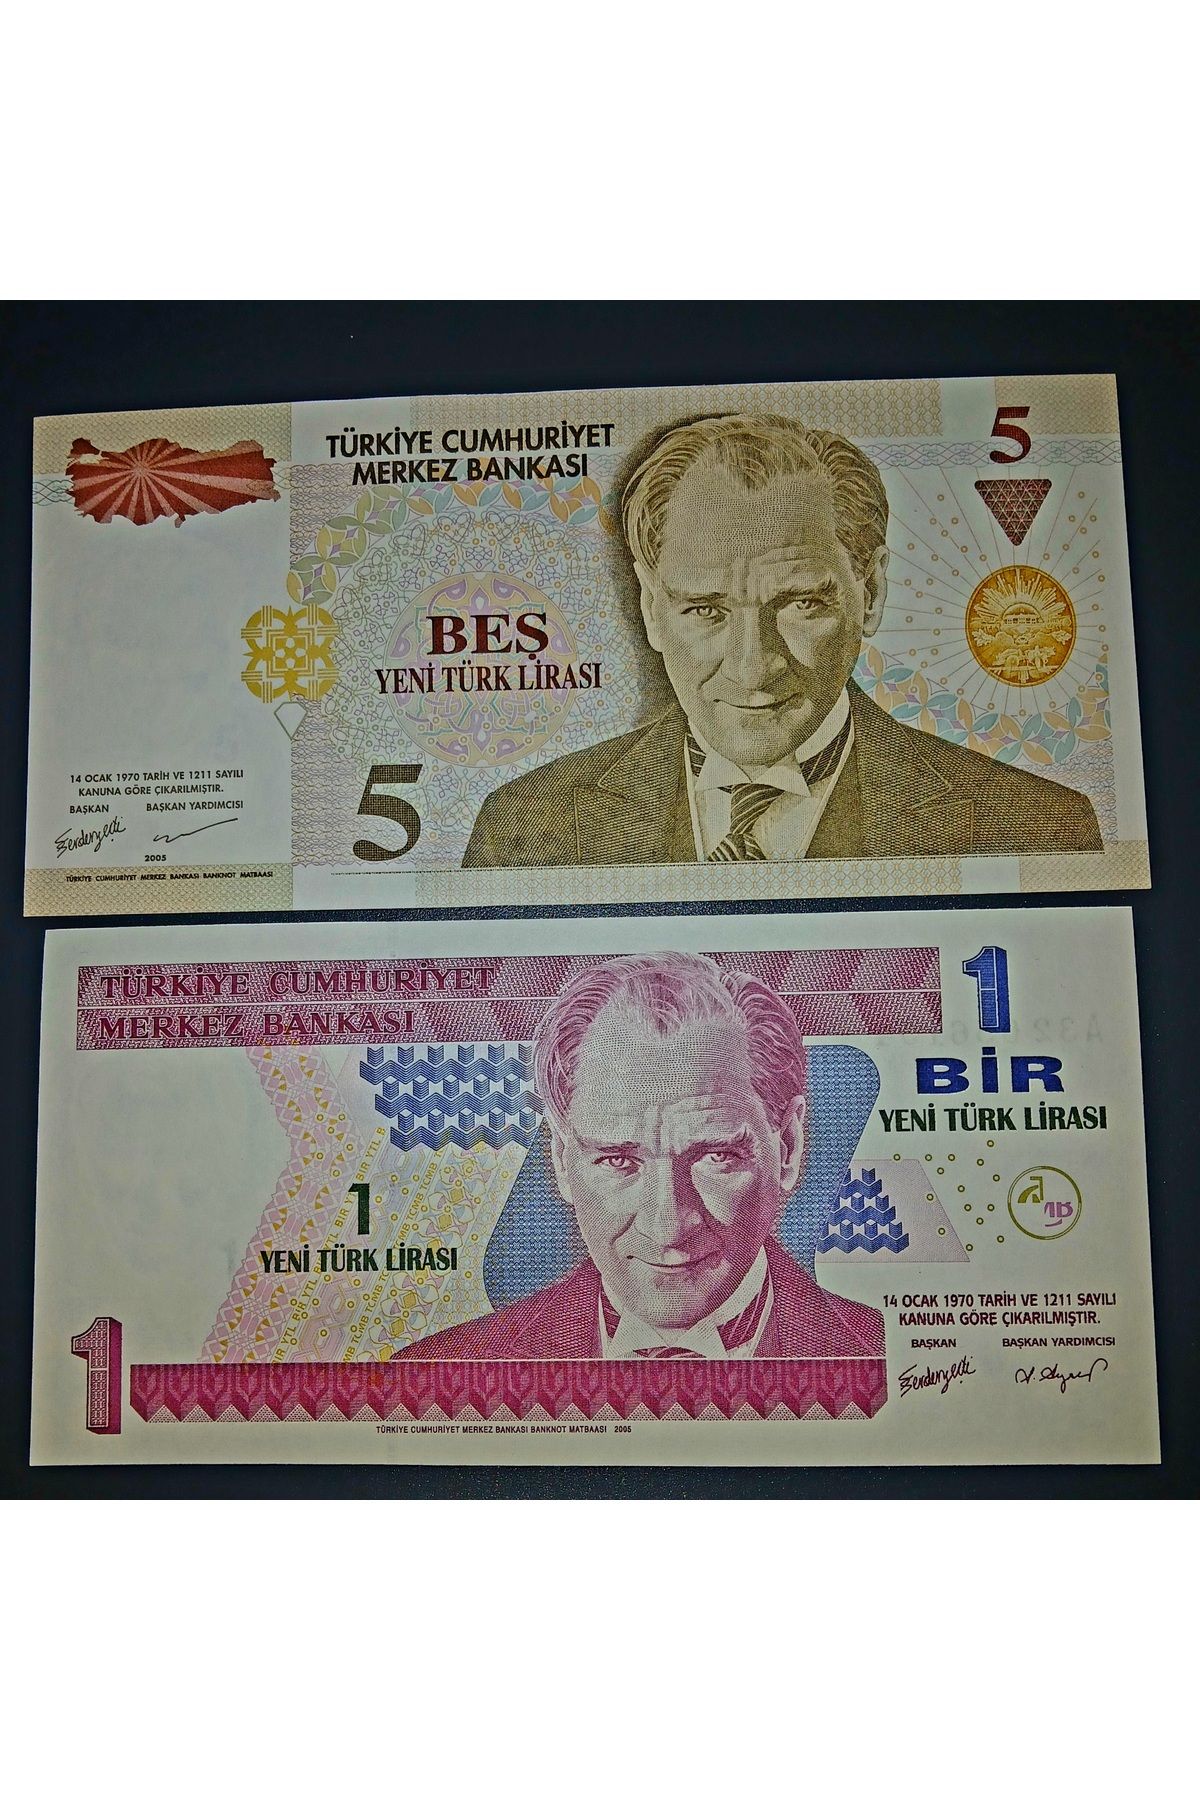 TÜRKİYE CUMHURİYET
MERKEZ BANKASI
5
BEŞ
YENİ TÜRK LİRASI
5
14 OCAK 1970 TARİH VE 1211 SAYILI
KANUNA GÖRE ÇIKARILMIŞTIR.
BAŞKAN BAŞKAN YARDIMCISI
2005
TÜRKİYE CUMHURİYET MERKEZ BANKASI BANKNOT MATBAASI
TÜRKİYE CUMHURİYET
MERKEZ BANKASI
1
BİR
YENİ TÜRK LİRASI
1
YENİ TÜRK LİRASI
14 OCAK 1970 TARİH VE 1211 SAYILI
KANUNA GÖRE ÇIKARILMIŞTIR.
BAŞKAN BAŞKAN YARDIMCISI
1
TÜRKİYE CUMHURİYET MERKEZ BANKASI BANKNOT MATBAASI 2005